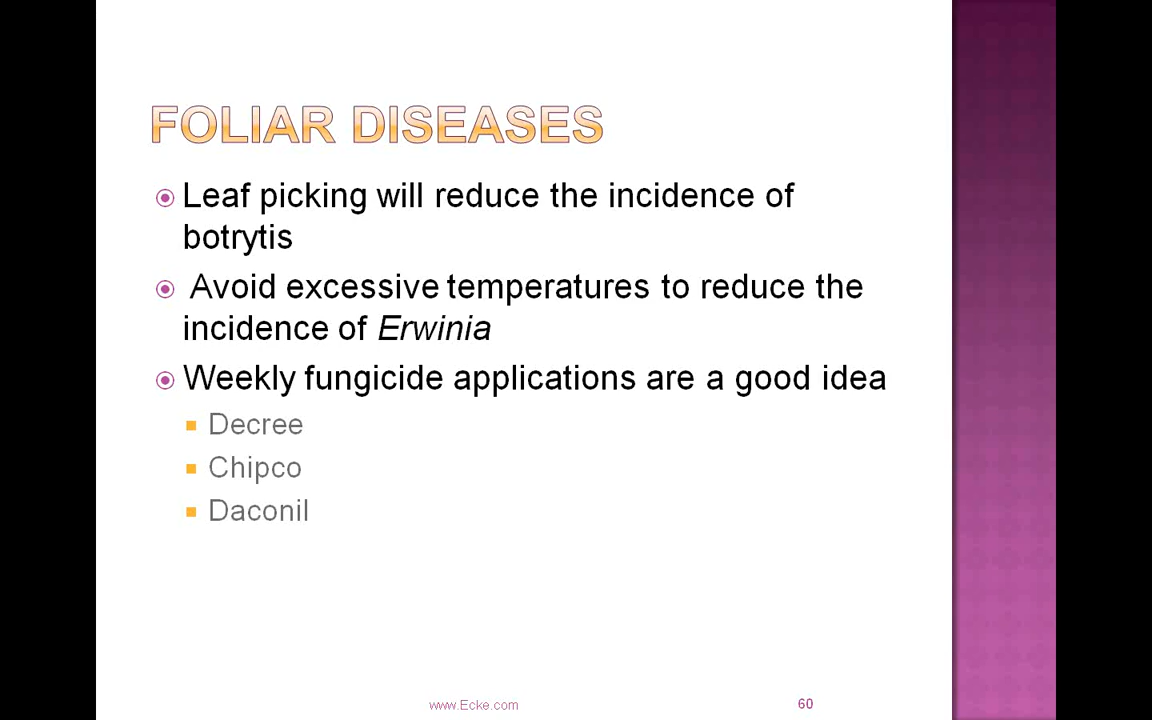 FOLIAR DISEASES
Leaf picking will reduce the incidence of
botrytis
Avoid excessive temperatures to reduce the
incidence of Erwinia
Weekly fungicide applications are a good idea
Decree
Chipco
Daconil
www.Ecke.com
60